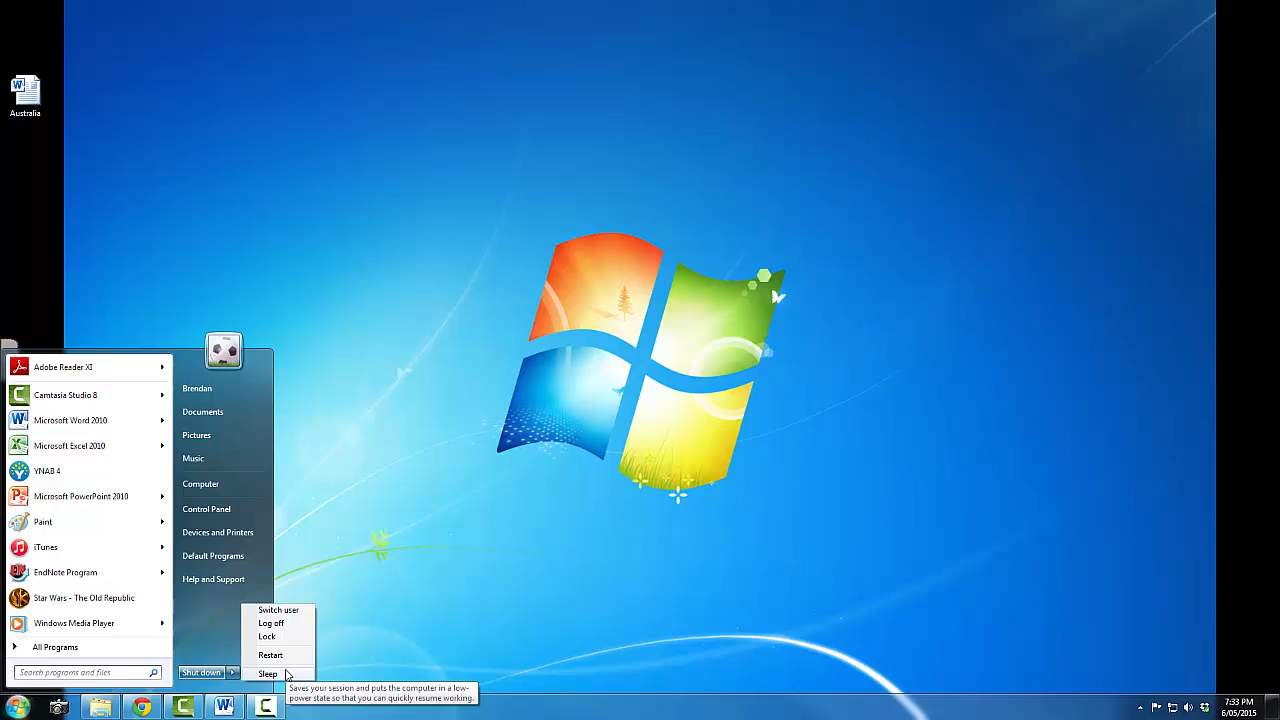 Australia
Adobe Reader XI
Camtasia Studio 8
Microsoft Word 2010
Microsoft Excel 2010
YNAB 4
Microsoft PowerPoint 2010
Paint
iTunes
EndNote Program
Star Wars - The Old Republic
Windows Media Player
All Programs
Search programs and files
Brendan
Documents
Pictures
Music
Computer
Control Panel
Devices and Printers
Default Programs
Help and Support
Shut down
Switch user
Log off
Lock
Restart
Sleep
Saves your session and puts the computer in a low-
power state so that you can quickly resume working.
7:33 PM
6/05/2015